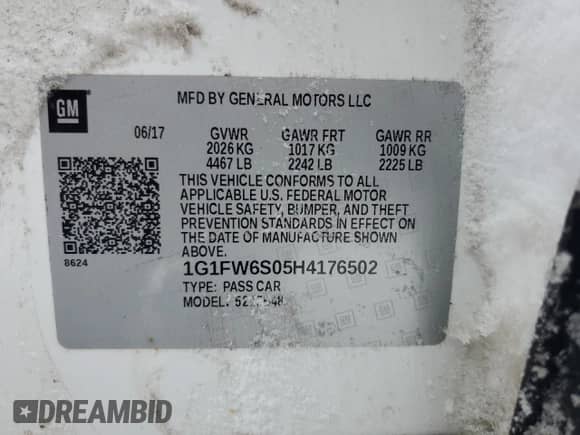 GM
MFD BY GENERAL MOTORS LLC
06/17 GVWR GAWR FRT GAWR RR
2026 KG 1017 KG 1009 KG
4467 LB 2242 LB 2225 LB
THIS VEHICLE CONFORMS TO ALL
APPLICABLE U.S. FEDERAL MOTOR
VEHICLE SAFETY, BUMPER, AND THEFT
PREVENTION STANDARDS IN EFFECT ON
THE DATE OF MANUFACTURE SHOWN
ABOVE.
8624
1G1FW6S05H4176502
TYPE: PASS CAR
MODEL:
DREAMBID